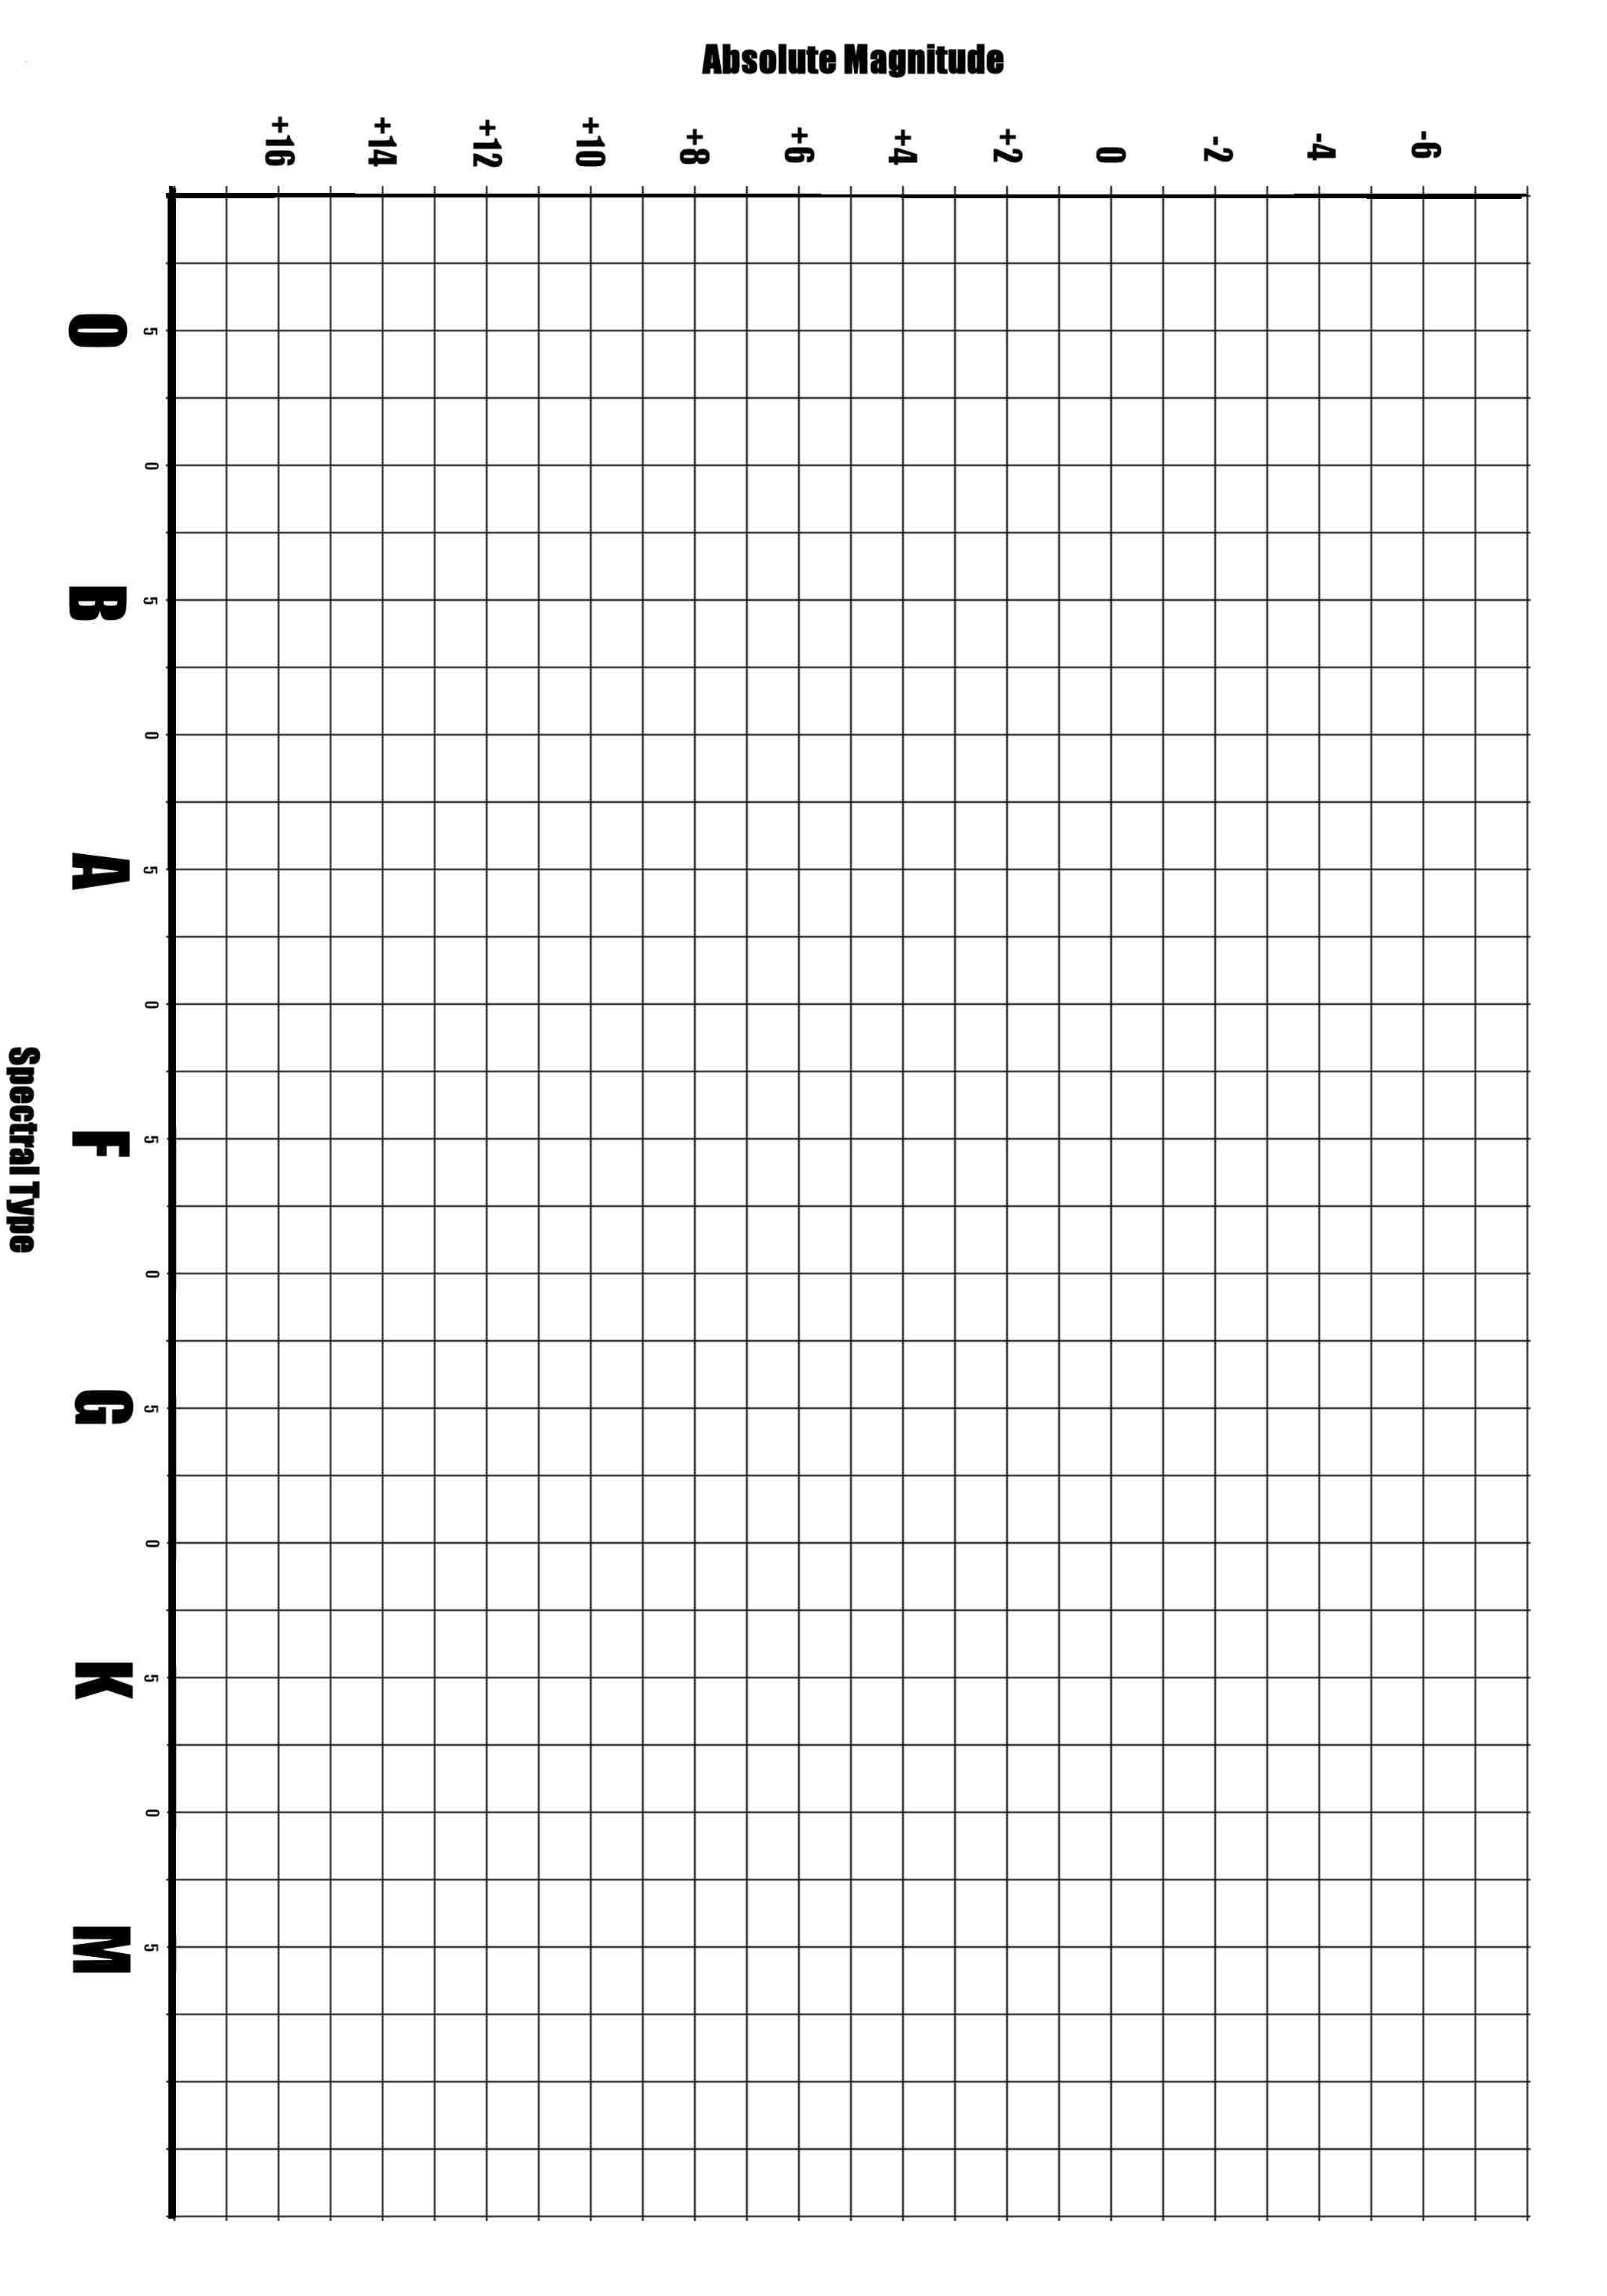 Absolute Magnitude
+16 +14 +12 +10 +8 +6 +4 +2 0 -2 -4 -6
5 0 5 0 5 0 5 0 5 0 5 0 5
O B A F G K M
Spectral Type